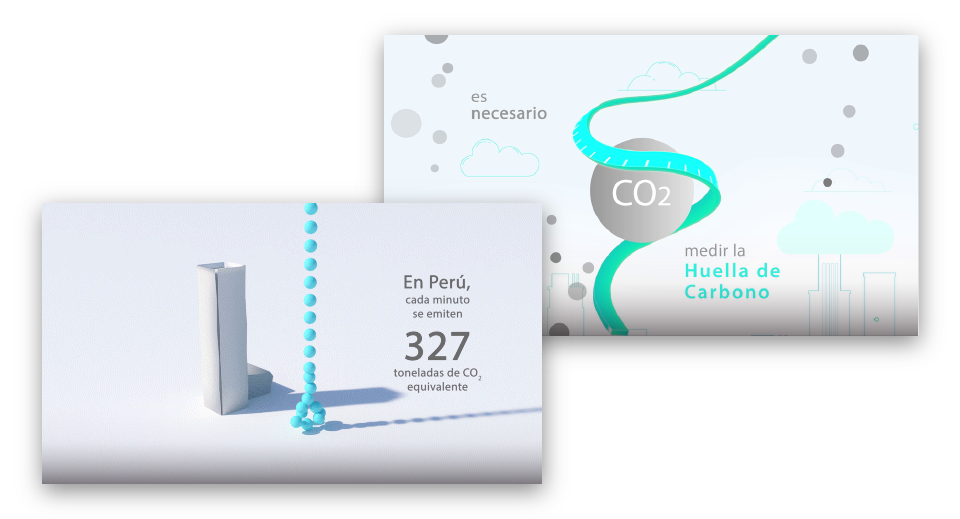 es
necesario
CO2
medir la
Huella de
Carbono
En Perú,
cada minuto
se emiten
327
toneladas de CO2
equivalente